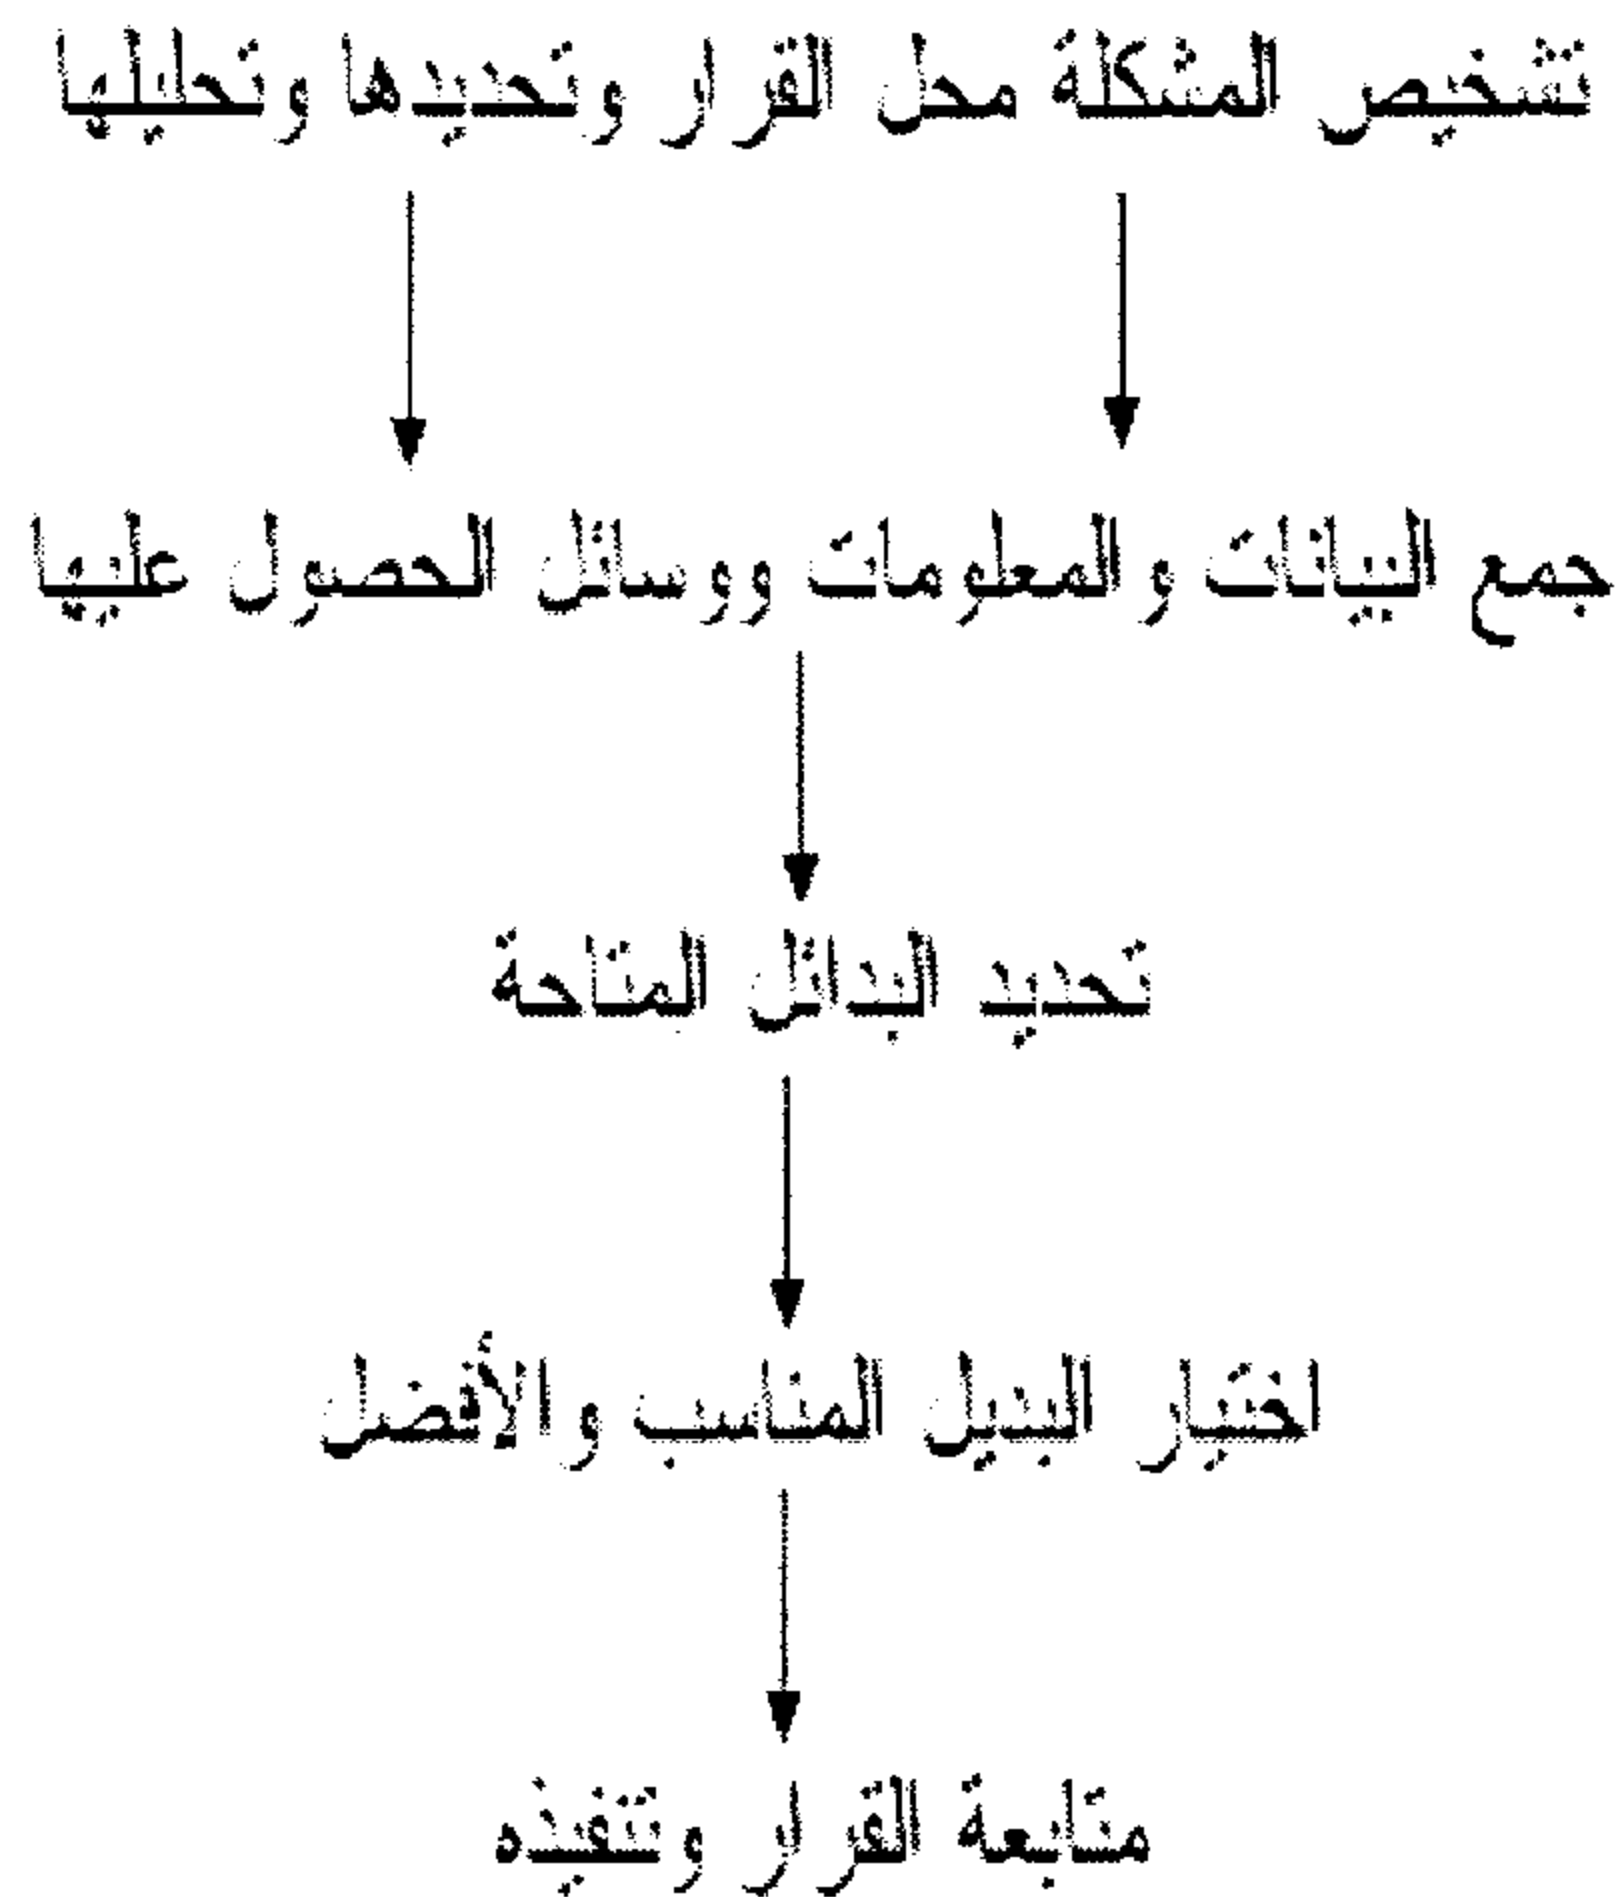 تشخيص المشكلة محل القرار وتحديدها وتحليلها
جمع البيانات والمعلومات ووسائل الحصول عليها
تحديد البدائل المتاحة
اختيار البديل المناسب والأفضل
متابعة القرار وتنفيذه